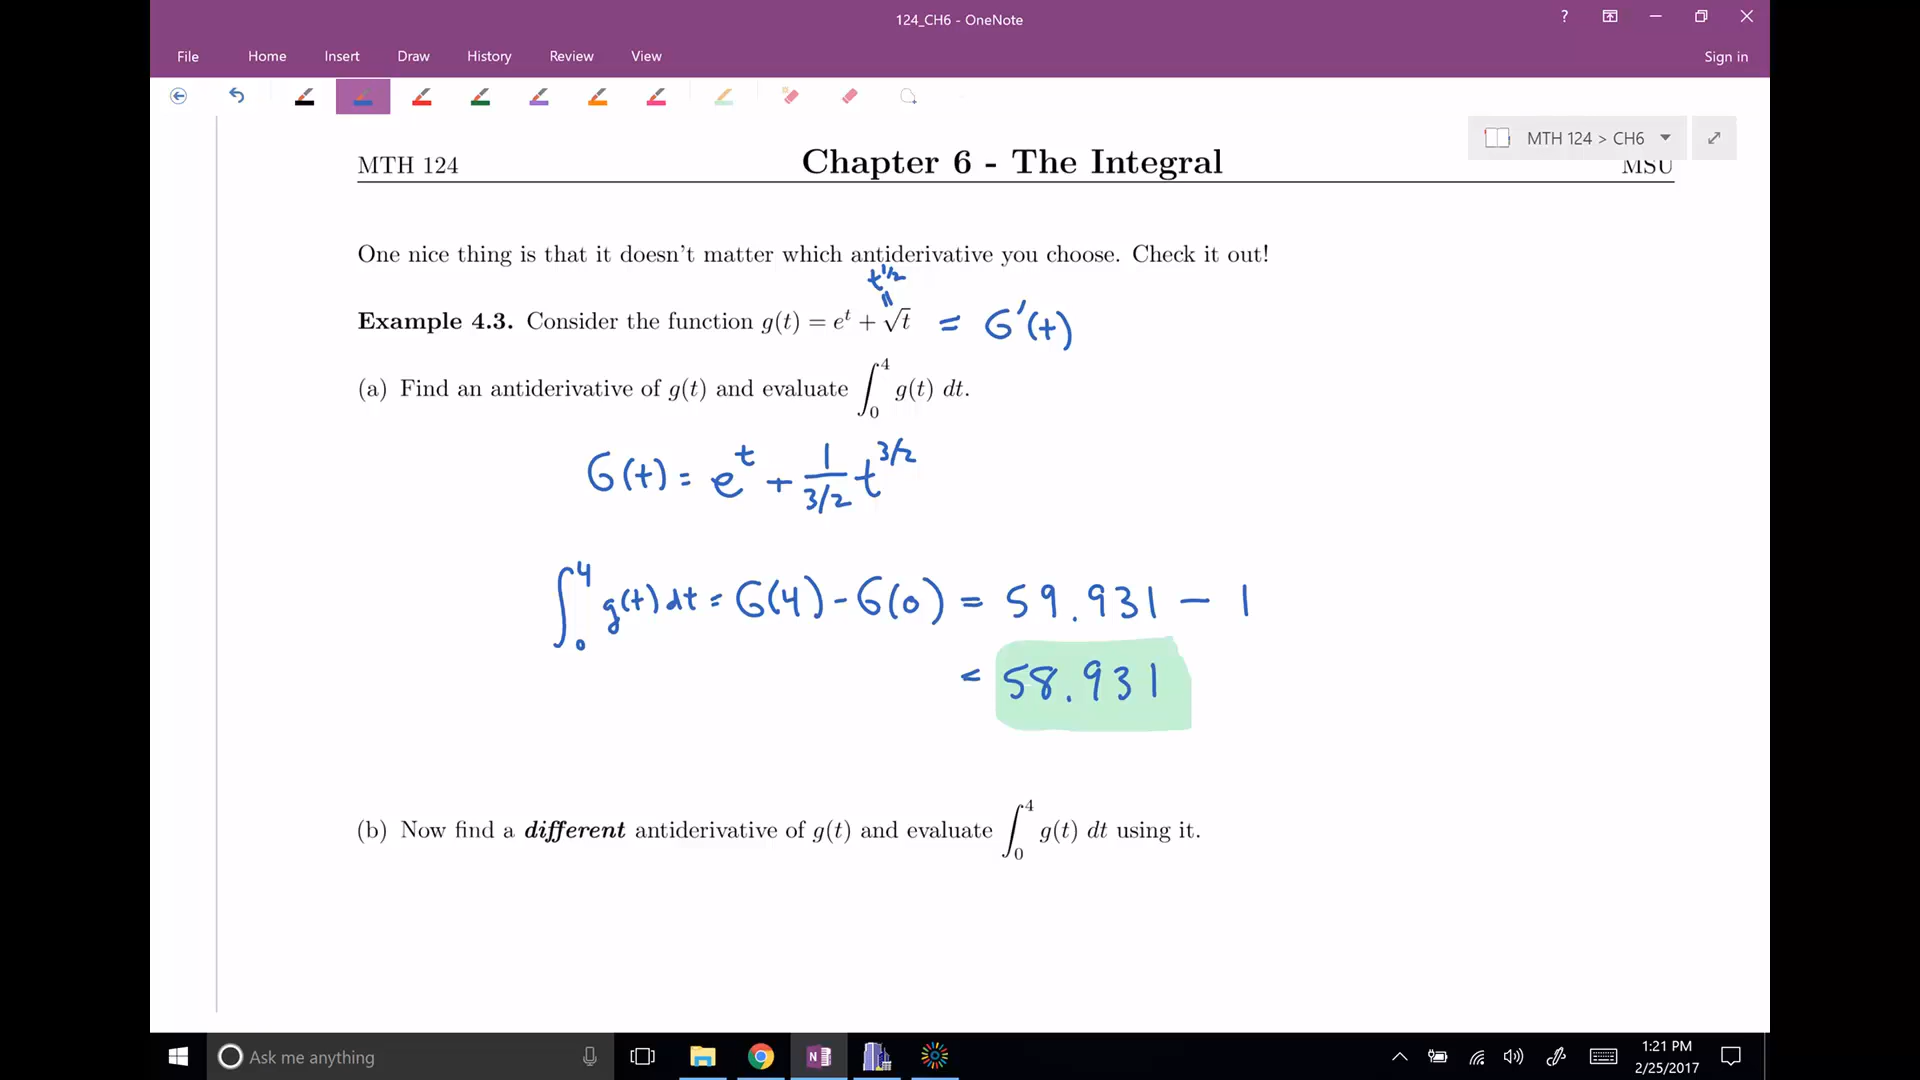 124_CH6 - OneNote
?
File Home Insert Draw History Review View Sign in
MTH 124 > CH6
MTH 124 Chapter 6 - The Integral MSU
One nice thing is that it doesn't matter which antiderivative you choose. Check it out!
t^{1/2}
=
Example 4.3. Consider the function g(t) = e^t + √t = G'(t)
(a) Find an antiderivative of g(t) and evaluate ∫_0^4 g(t) dt.
G(t) = e^t + \frac{1}{3/2} t^{3/2}
∫_0^4 g(t) dt = G(4) - G(0) = 59.931 - 1
= 58.931
(b) Now find a different antiderivative of g(t) and evaluate ∫_0^4 g(t) dt using it.
Ask me anything
N
1:21 PM
2/25/2017